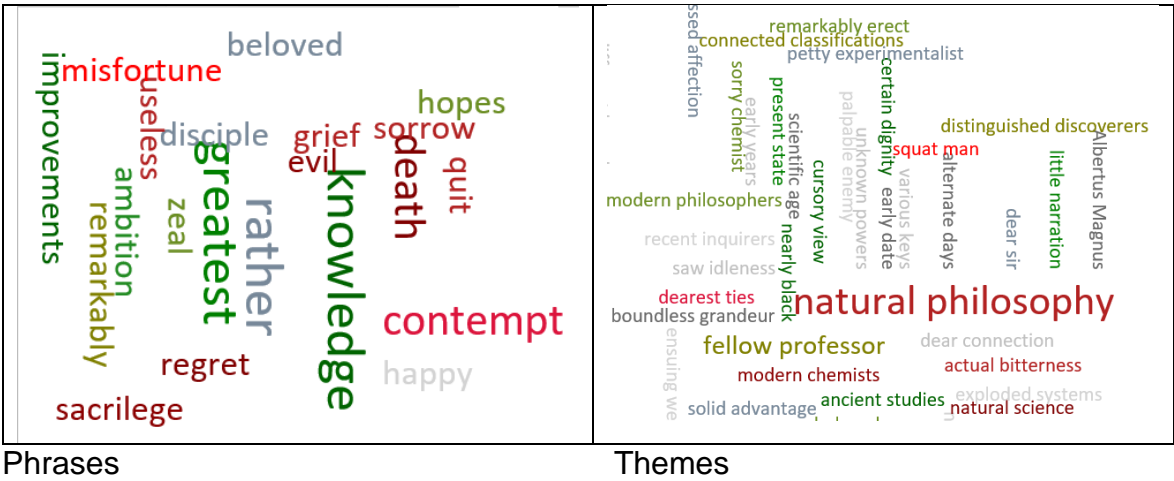 beloved
misfortune
improvements
useless
hopes
disciple
grief
sorrow
evil
death
quit
greatest
knowledge
ambition
zeal
rather
remarkably
contempt
regret
happy
sacrilege
Phrases
remarkably erect
connected classifications
petty experimentalist
affection
certain dignity
sorry chemist
early years
present state
palpable enemy
scientific age
distinguished discoverers
squat man
unknown powers
Albertus Magnus
alternate days
little narration
cursory view
various keys
early date
modern philosophers
dear sir
nearly black
recent inquirers
saw idleness
dearest ties
natural philosophy
boundless grandeur
ensuing we
fellow professor
dear connection
actual bitterness
modern chemists
exploded systems
ancient studies
solid advantage
natural science
Themes